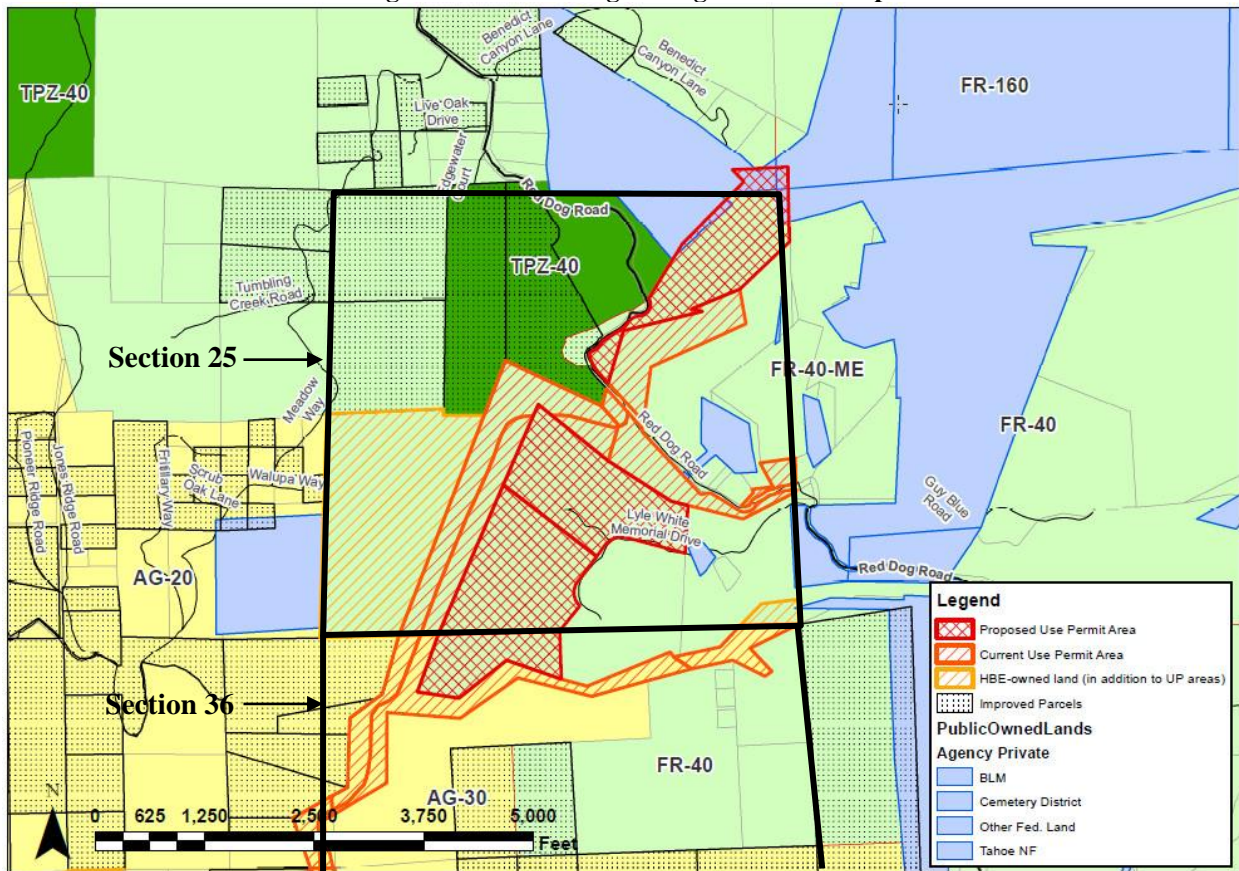 Benedict
Canyon Lane
Benedict
Canyon Lane
TPZ-40
FR-160
Live Oak
Drive
Edgewater
Court
Red Dog Road
TPZ-40
Tumbling
Creek Road
Section 25
FR-40-ME
Meadow
Way
Red Dog Road
FR-40
Pioneer Ridge Road
Jones Ridge Road
Fritillary Way
Scrub
Oak Lane
Walupa Way
Guy Blue
Road
Lyle White
Memorial Drive
AG-20
Red Dog Road
Section 36
FR-40
AG-30
N
0 625 1,250 2,500 3,750 5,000
Feet
Legend
Proposed Use Permit Area
Current Use Permit Area
HBE-owned land (in addition to UP areas)
Improved Parcels
PublicOwnedLands
Agency Private
BLM
Cemetery District
Other Fed. Land
Tahoe NF